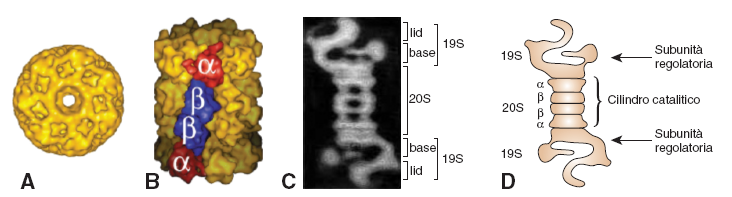 A
α
β
β
α
B
lid
base
19S
20S
base
lid
19S
C
19S
Subunità
regolatoria
α
β
20S
β
α
Cilindro catalitico
Subunità
regolatoria
19S
D